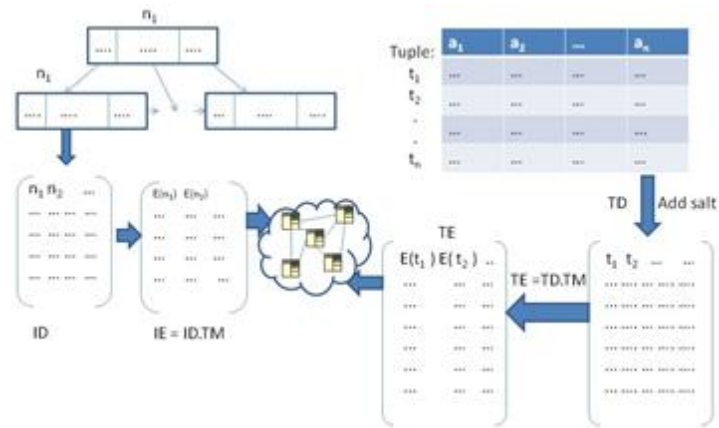 n₁
.... .... ....
n₁
.... .... .... ... .... ....
Tuple: a₁ a₂ ... aₙ
t₁ ... ... ... ...
t₂ ... ... ... ...
. ... ... ... ...
. ... ... ... ...
tₙ ... ... ... ...
TD Add salt
n₁ n₂ ...
.... .... .... ....
.... .... .... ....
.... .... .... ....
.... .... .... ....
ID
E(n₁) E(n₂)
.... ... ...
.... ... ...
.... ... ...
.... ... ...
IE = ID.TM
TE
E(t₁) E(t₂) ..
... ... ...
... ... ...
... ... ...
... ... ...
... ... ...
... ... ...
TE =TD.TM
t₁ t₂ ... ...
.... .... .... .... ....
.... .... .... .... ....
.... .... .... .... ....
.... .... .... .... ....
.... .... .... .... ....
.... .... .... .... ....